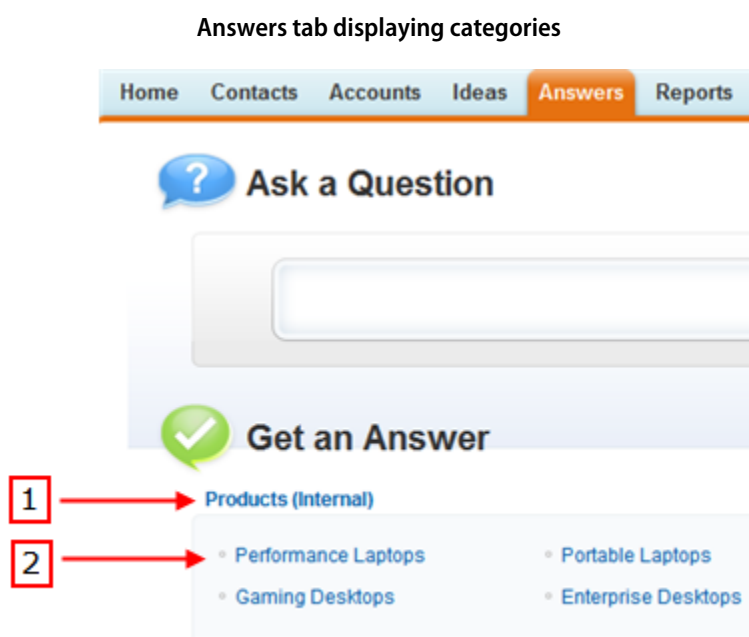 Answers tab displaying categories
Home Contacts Accounts Ideas Answers Reports
? Ask a Question
Get an Answer
1 Products (Internal)
2 Performance Laptops Portable Laptops
Gaming Desktops Enterprise Desktops